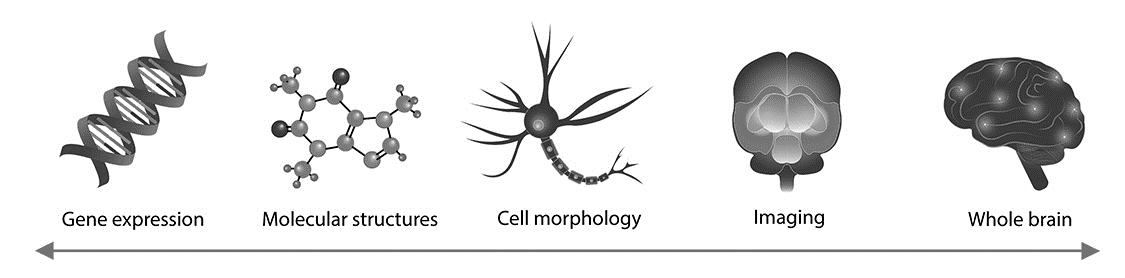 Gene expression
Molecular structures
Cell morphology
Imaging
Whole brain